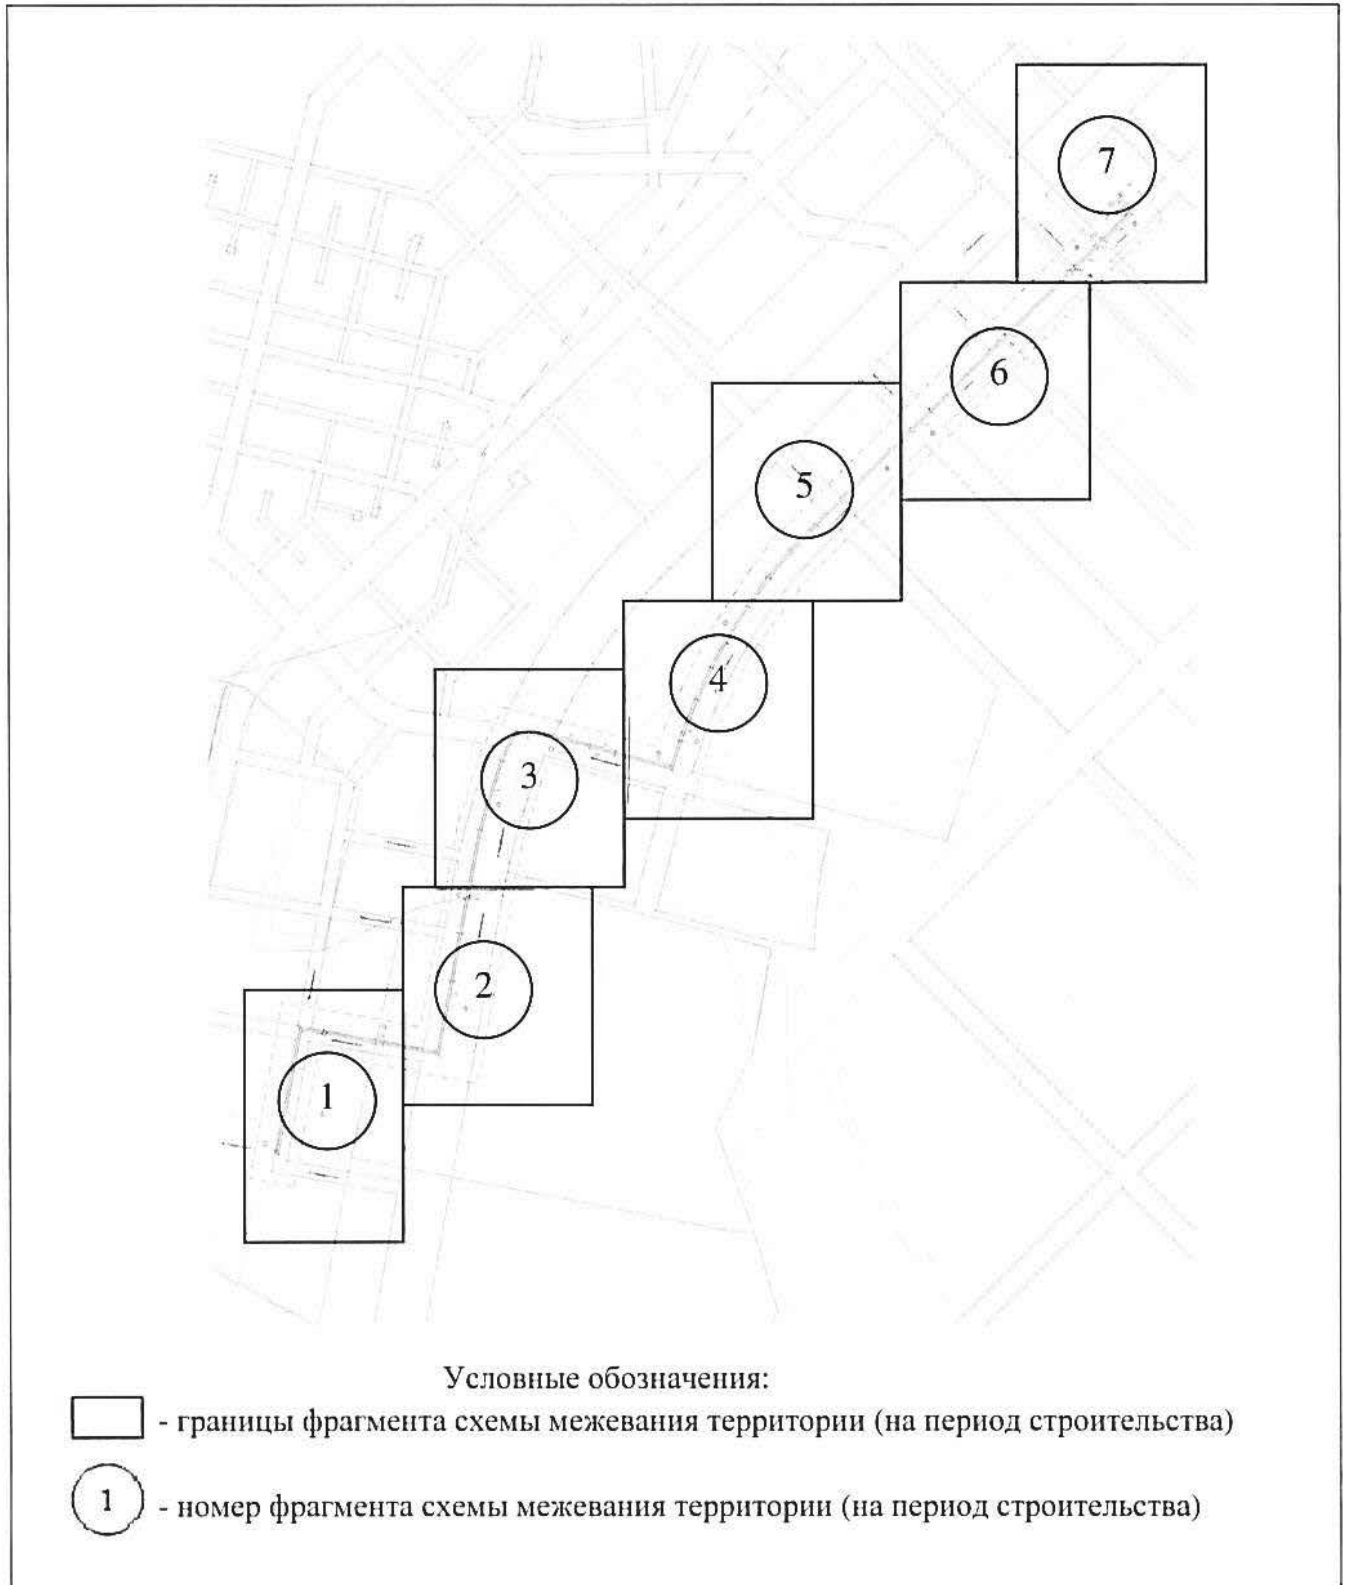 7
6
5
4
3
2
1
Условные обозначения:
- границы фрагмента схемы межевания территории (на период строительства)
1 - номер фрагмента схемы межевания территории (на период строительства)